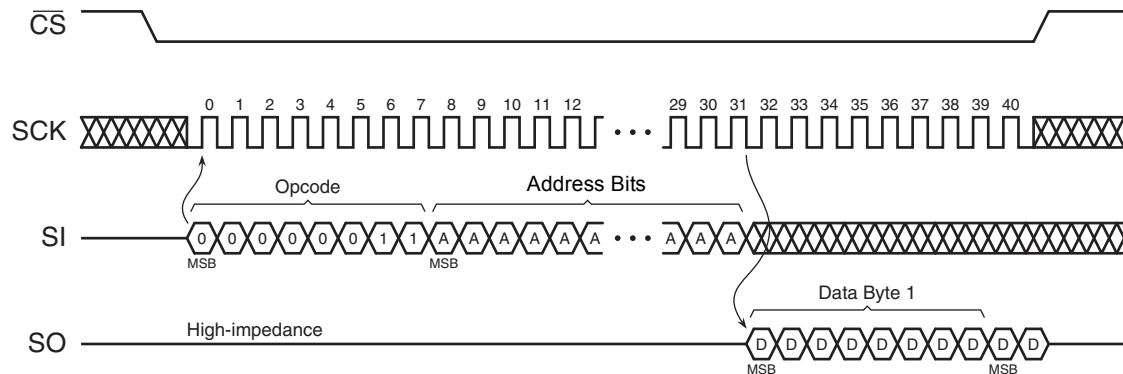 CS
0 1 2 3 4 5 6 7 8 9 10 11 12 29 30 31 32 33 34 35 36 37 38 39 40
SCK
Opcode Address Bits
SI 0 0 0 0 0 0 1 1 A A A A A A A A A
MSB MSB
Data Byte 1
High-impedance
SO D D D D D D D D D D
MSB MSB